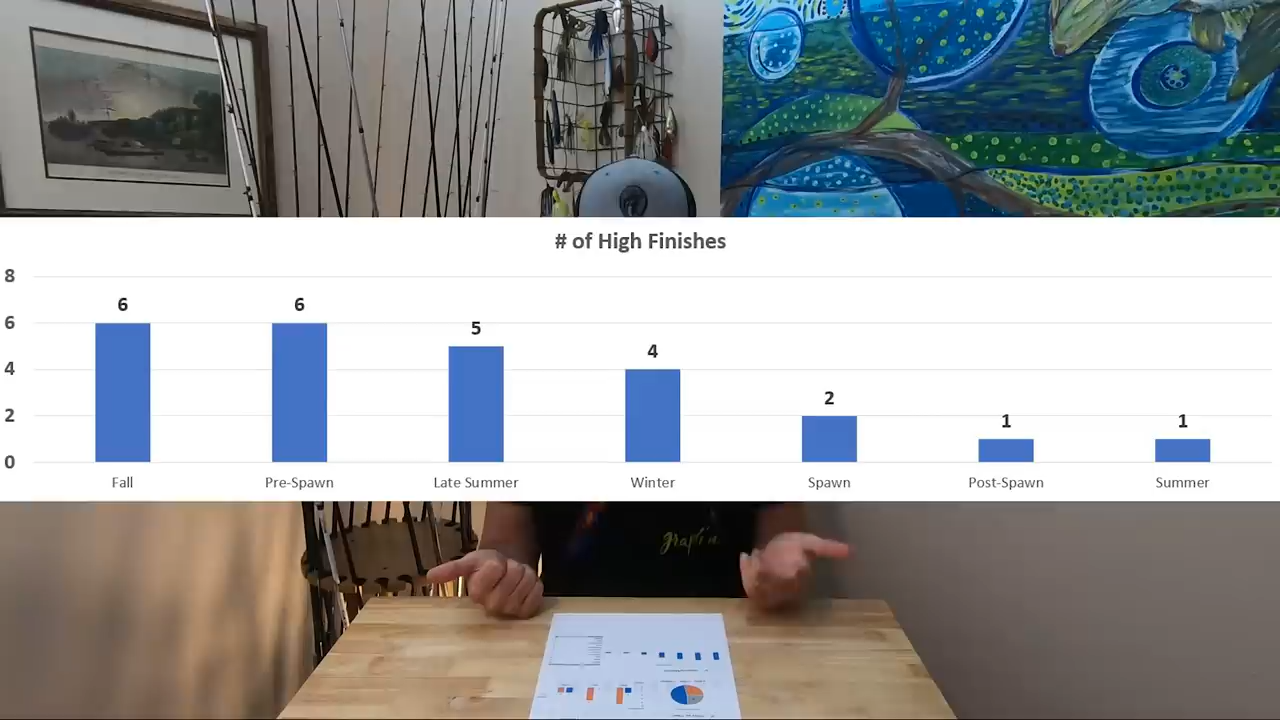 # of High Finishes
8
6
4
2
0
6
6
5
4
2
1
1
Fall
Pre-Spawn
Late Summer
Winter
Spawn
Post-Spawn
Summer